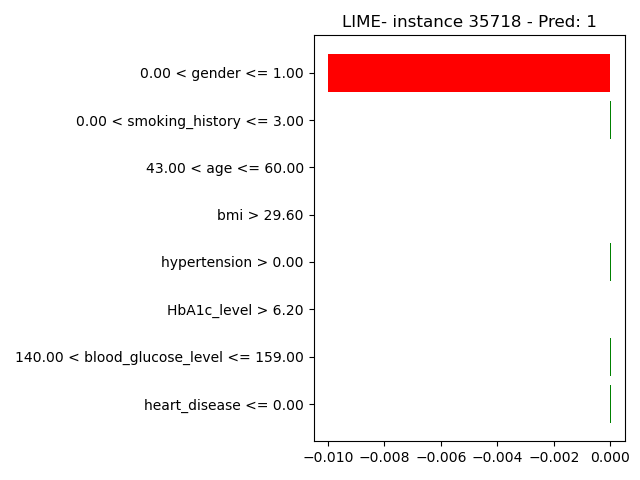 LIME- instance 35718 - Pred: 1
0.00 < gender <= 1.00
0.00 < smoking_history <= 3.00
43.00 < age <= 60.00
bmi > 29.60
hypertension > 0.00
HbA1c_level > 6.20
140.00 < blood_glucose_level <= 159.00
heart_disease <= 0.00
−0.010 −0.008 −0.006 −0.004 −0.002 0.000